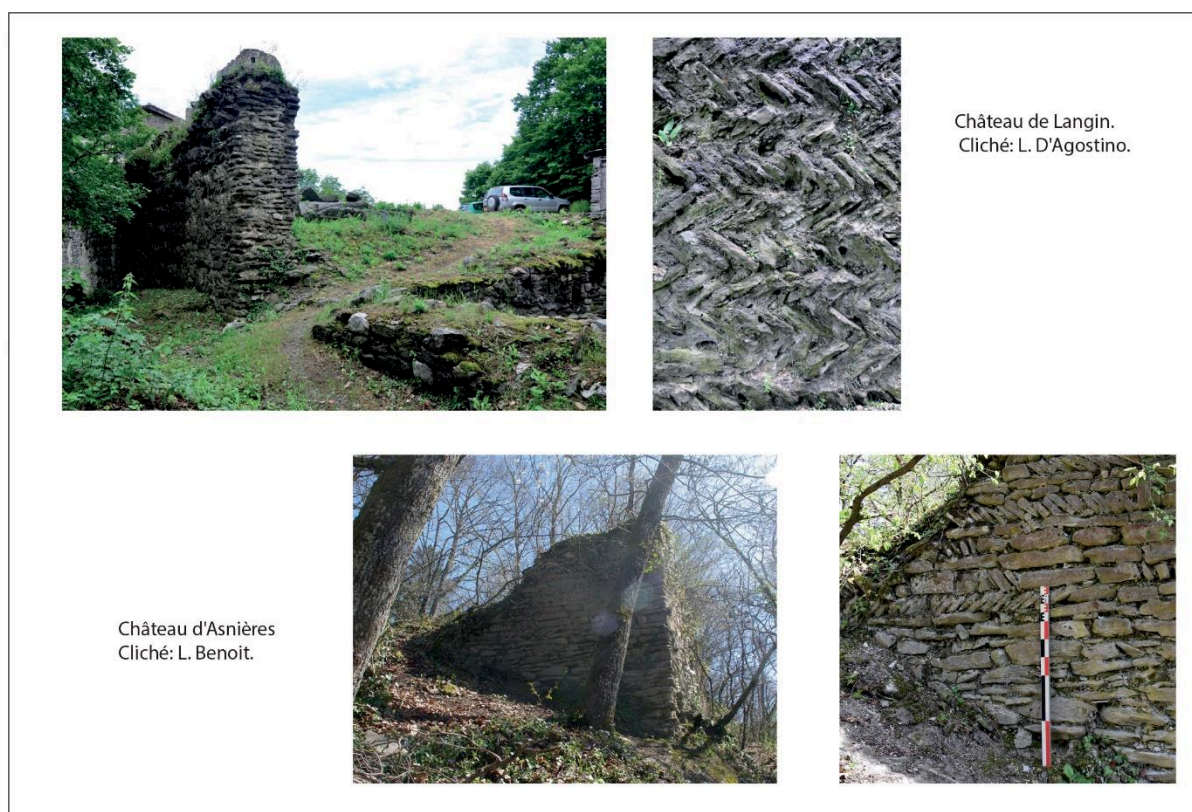 Château de Langin.
Cliché: L. D'Agostino.
Château d'Asnières
Cliché: L. Benoit.